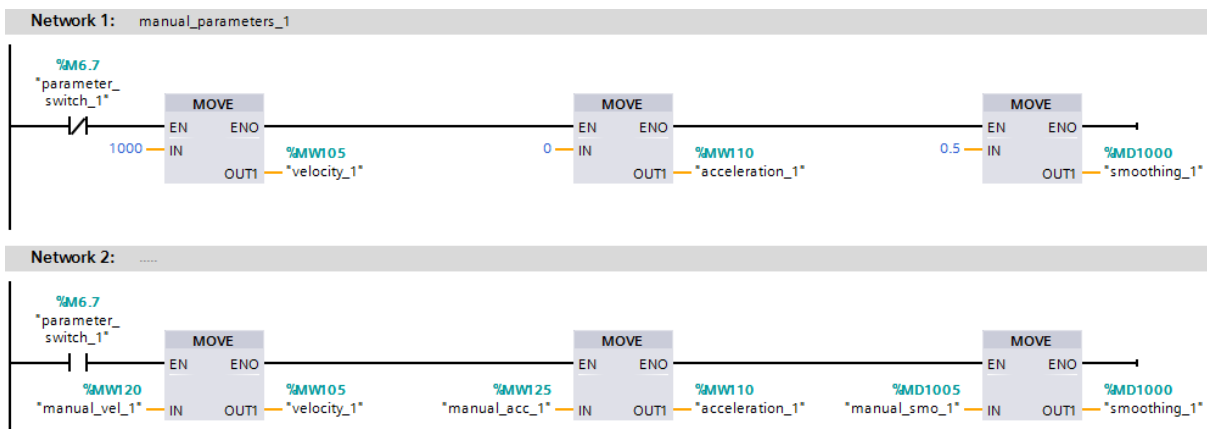 Network 1: manual_parameters_1
%M6.7
"parameter_
switch_1"
MOVE MOVE MOVE
EN ENO EN ENO EN ENO
1000 IN %MW105 0 IN %MW110 0.5 IN %MD1000
OUT1 "velocity_1" OUT1 "acceleration_1" OUT1 "smoothing_1"
Network 2: .....
%M6.7
"parameter_
switch_1"
MOVE MOVE MOVE
EN ENO EN ENO EN ENO
%MW120 %MW105 %MW125 %MW110 %MD1005 %MD1000
"manual_vel_1" IN OUT1 "velocity_1" "manual_acc_1" IN OUT1 "acceleration_1" "manual_smo_1" IN OUT1 "smoothing_1"